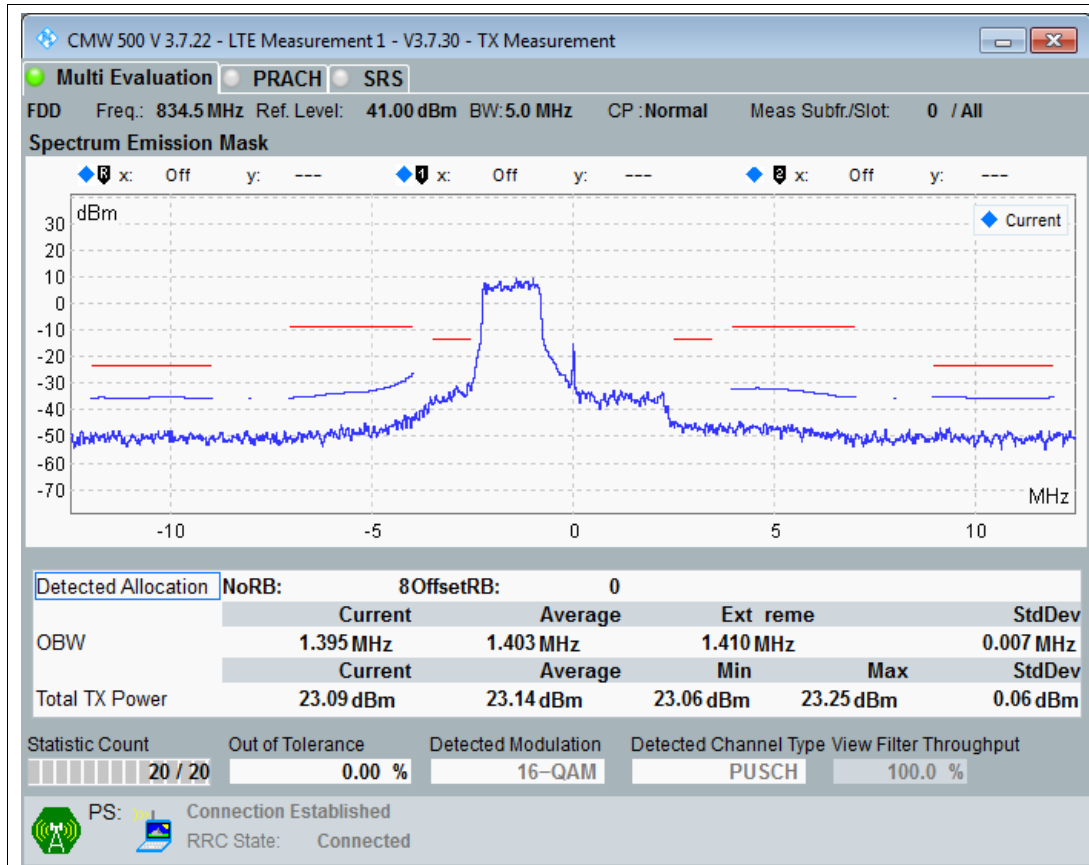 CMW 500 V 3.7.22 - LTE Measurement 1 - V3.7.30 - TX Measurement
Multi Evaluation PRACH SRS
FDD Freq.: 834.5 MHz Ref. Level: 41.00 dBm BW: 5.0 MHz CP : Normal Meas Subfr./Slot: 0 / All
Spectrum Emission Mask
R x: Off y: --- 1 x: Off y: --- 2 x: Off y: ---
dBm
Current
30
20
10
0
-10
-20
-30
-40
-50
-60
-70
MHz
-10 -5 0 5 10
Detected Allocation NoRB: 8 OffsetRB: 0
Current Average Ext reme StdDev
OBW 1.395 MHz 1.403 MHz 1.410 MHz 0.007 MHz
Current Average Min Max StdDev
Total TX Power 23.09 dBm 23.14 dBm 23.06 dBm 23.25 dBm 0.06 dBm
Statistic Count Out of Tolerance Detected Modulation Detected Channel Type View Filter Throughput
20 / 20 0.00 % 16-QAM PUSCH 100.0 %
PS: Connection Established
RRC State: Connected